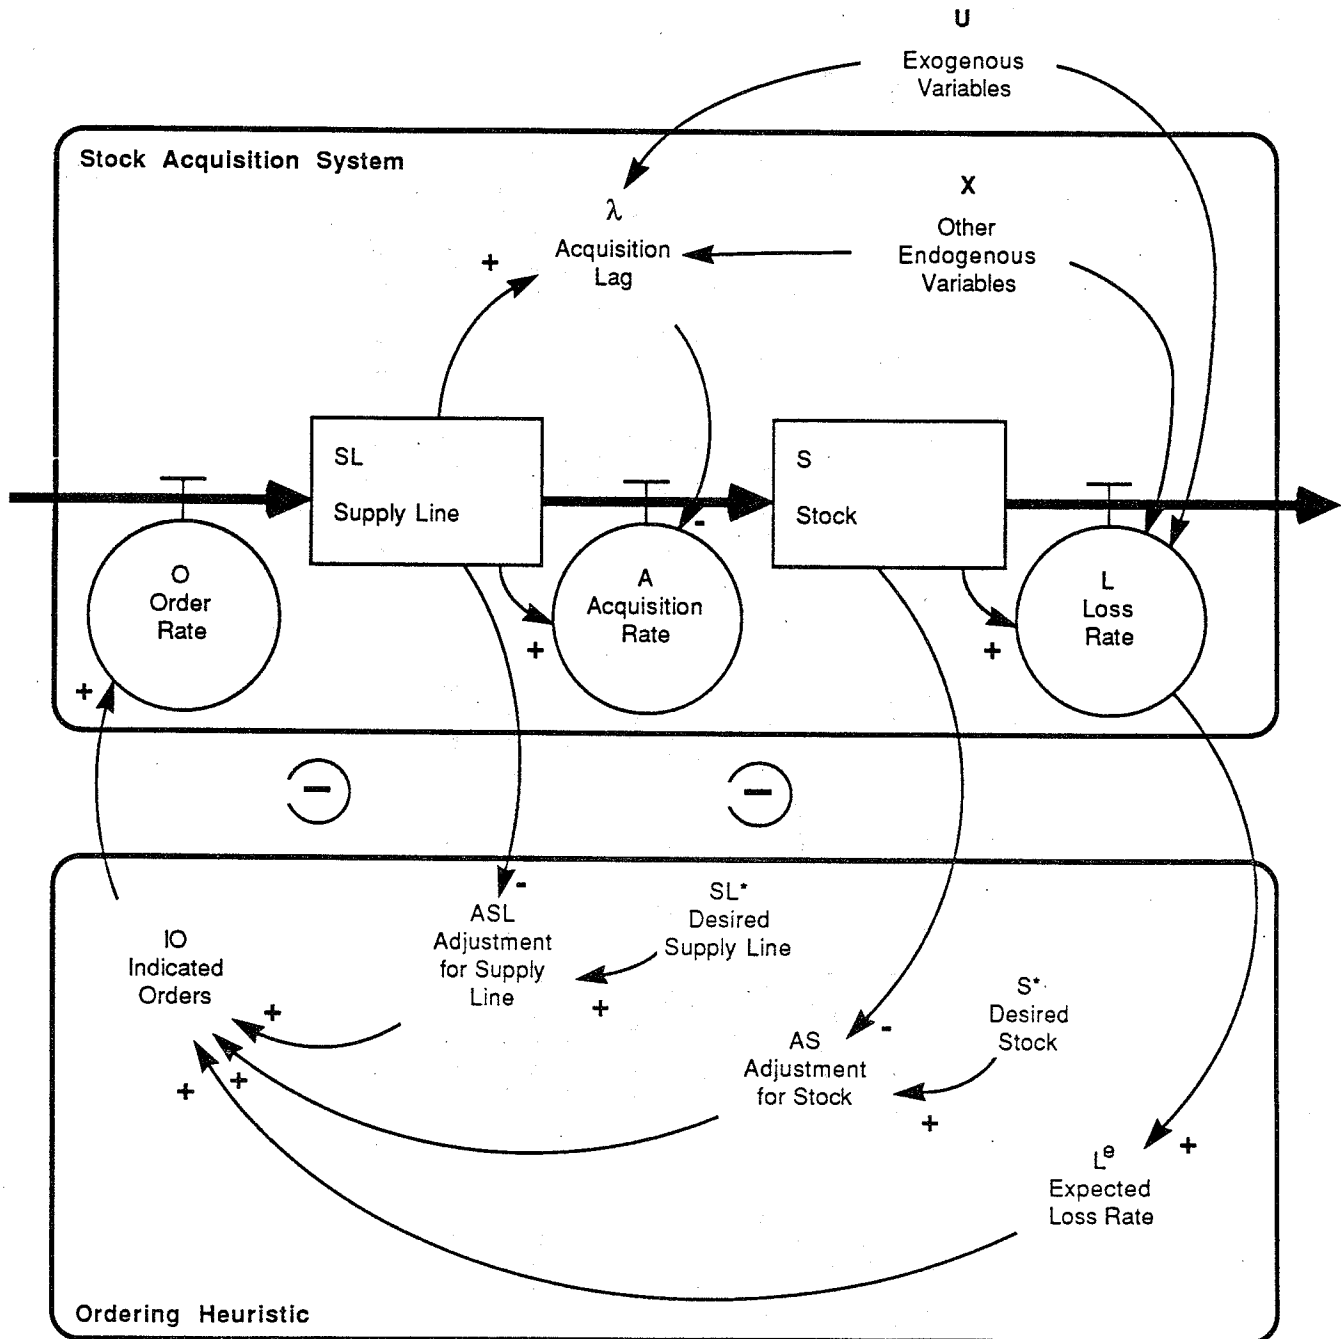 U
Exogenous
Variables
Stock Acquisition System
X
λ
Other
Endogenous
Variables
Acquisition
Lag
+
SL
Supply Line
S
Stock
-
O
Order
Rate
A
Acquisition
Rate
L
Loss
Rate
+
+
+
−
−
-
ASL
Adjustment
for Supply
Line
SL*
Desired
Supply Line
+
IO
Indicated
Orders
+
+
+
S*
Desired
Stock
-
AS
Adjustment
for Stock
+
Lᵉ
Expected
Loss Rate
+
Ordering Heuristic